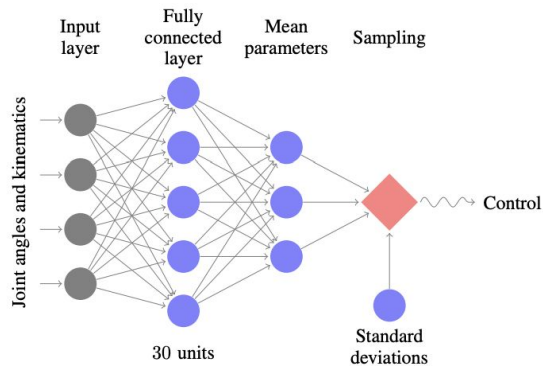 Input
layer
Fully
connected
layer
Mean
parameters
Sampling
Joint angles and kinematics
Control
30 units
Standard
deviations